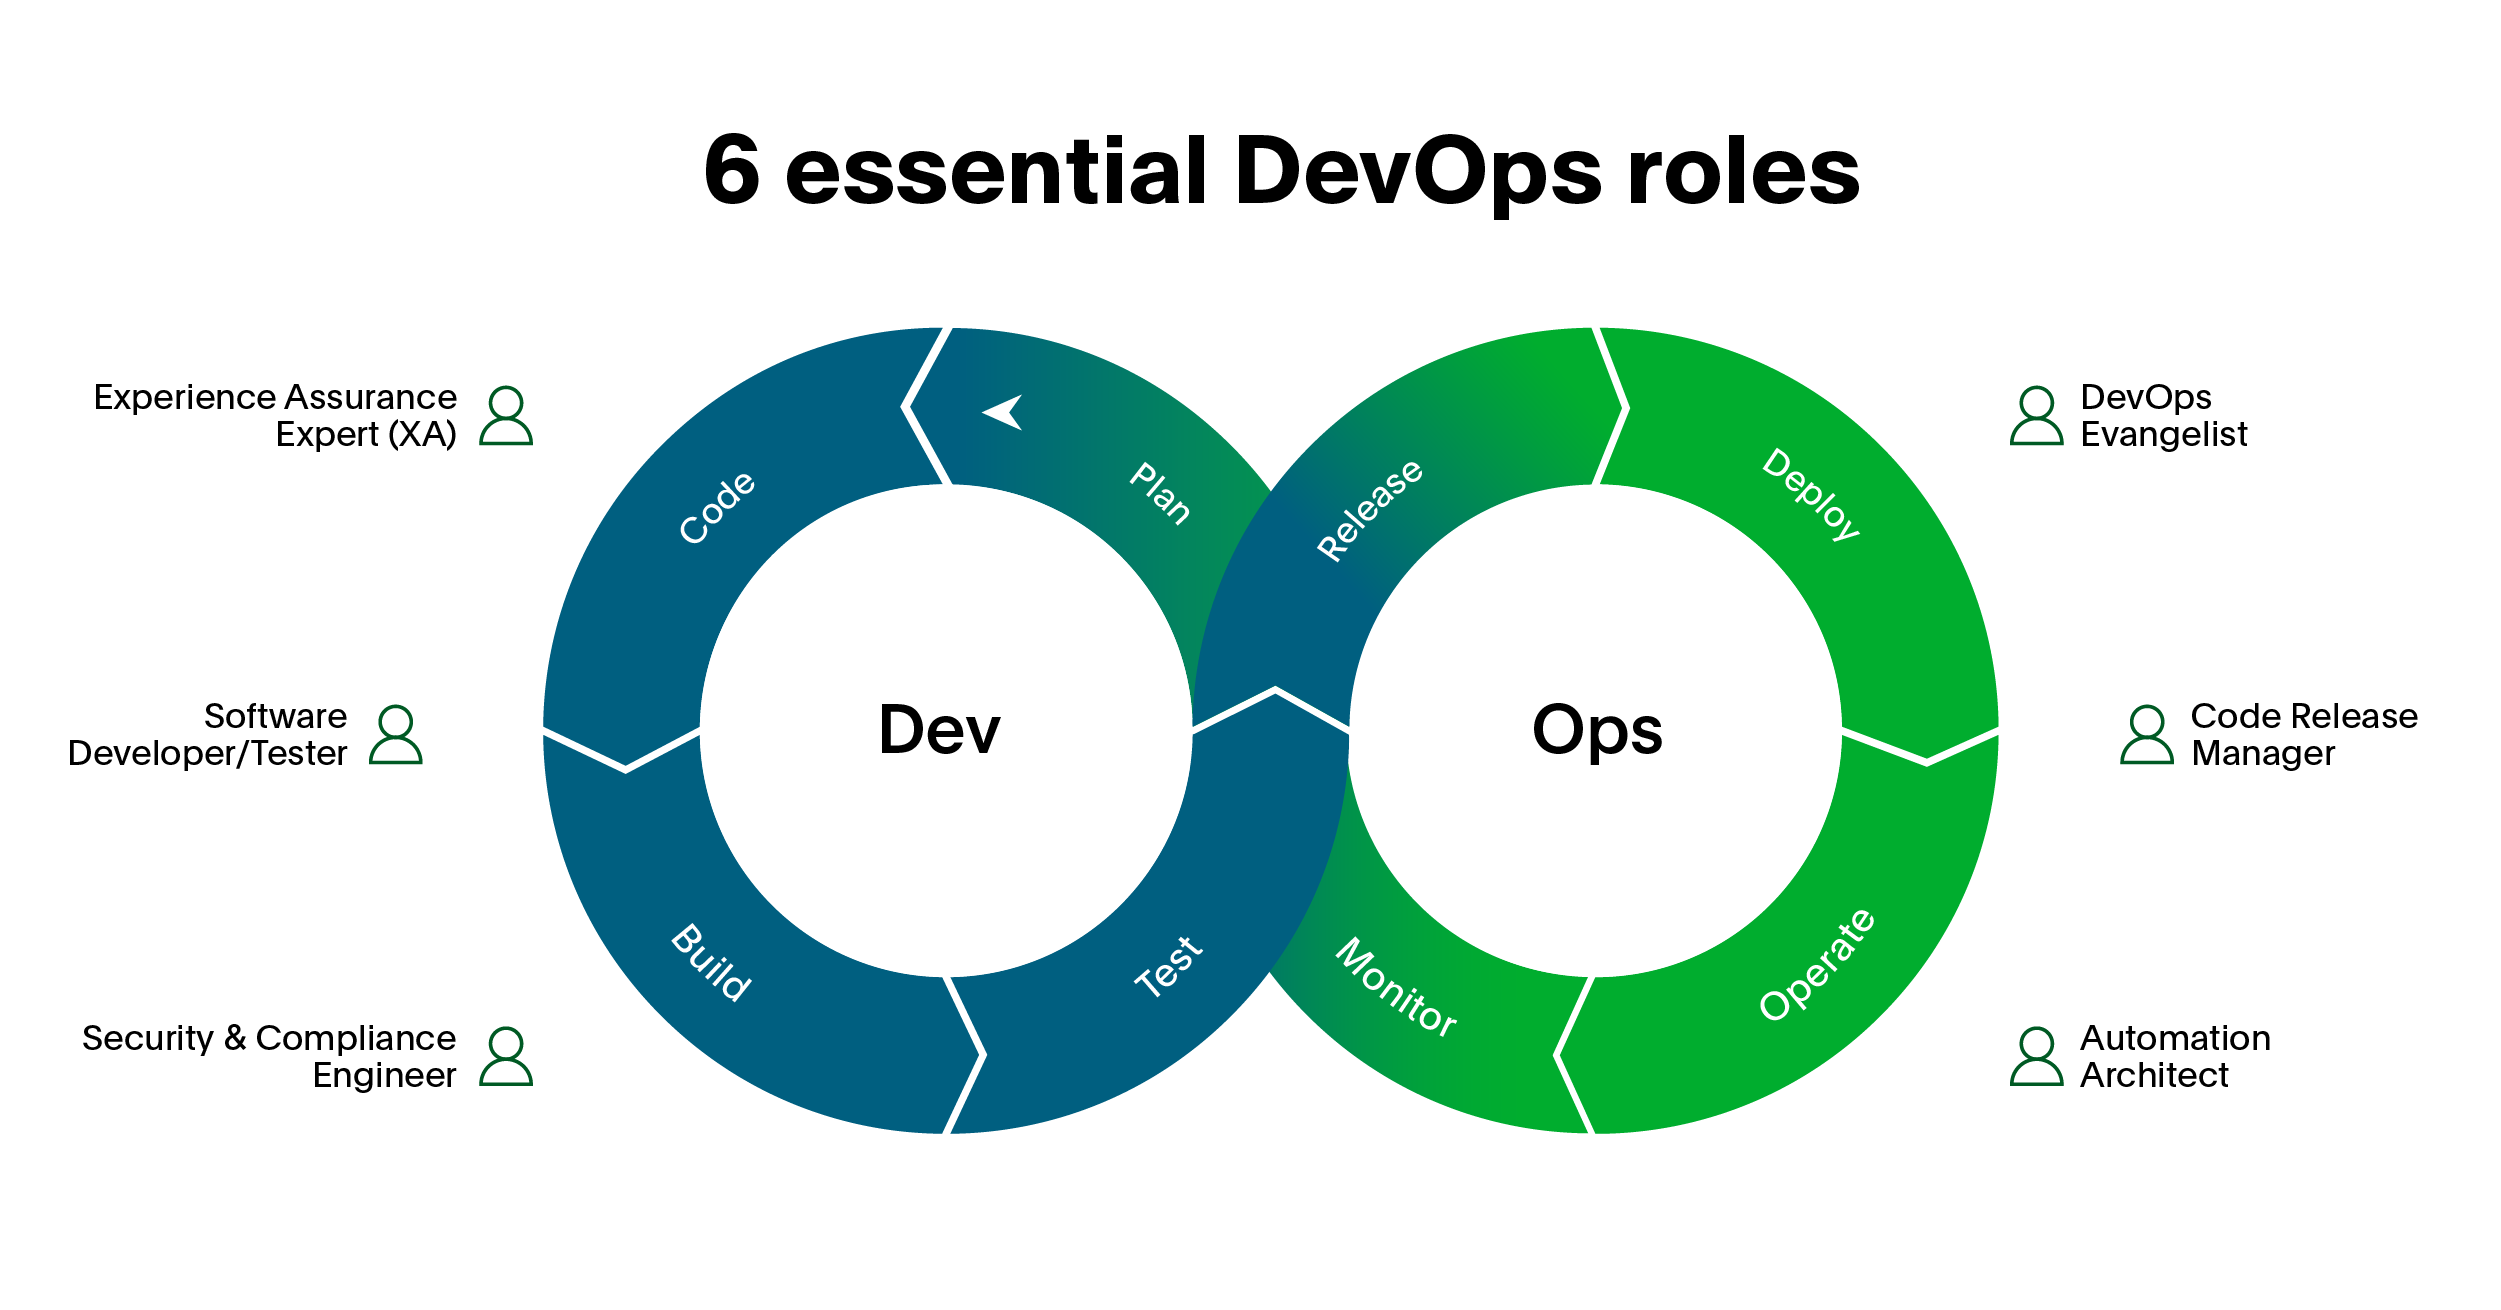 6 essential DevOps roles
Experience Assurance
Expert (XA)
Software
Developer/Tester
Security & Compliance
Engineer
Plan
Code
Build
Test
Dev
Release
Deploy
Operate
Monitor
Ops
DevOps
Evangelist
Code Release
Manager
Automation
Architect